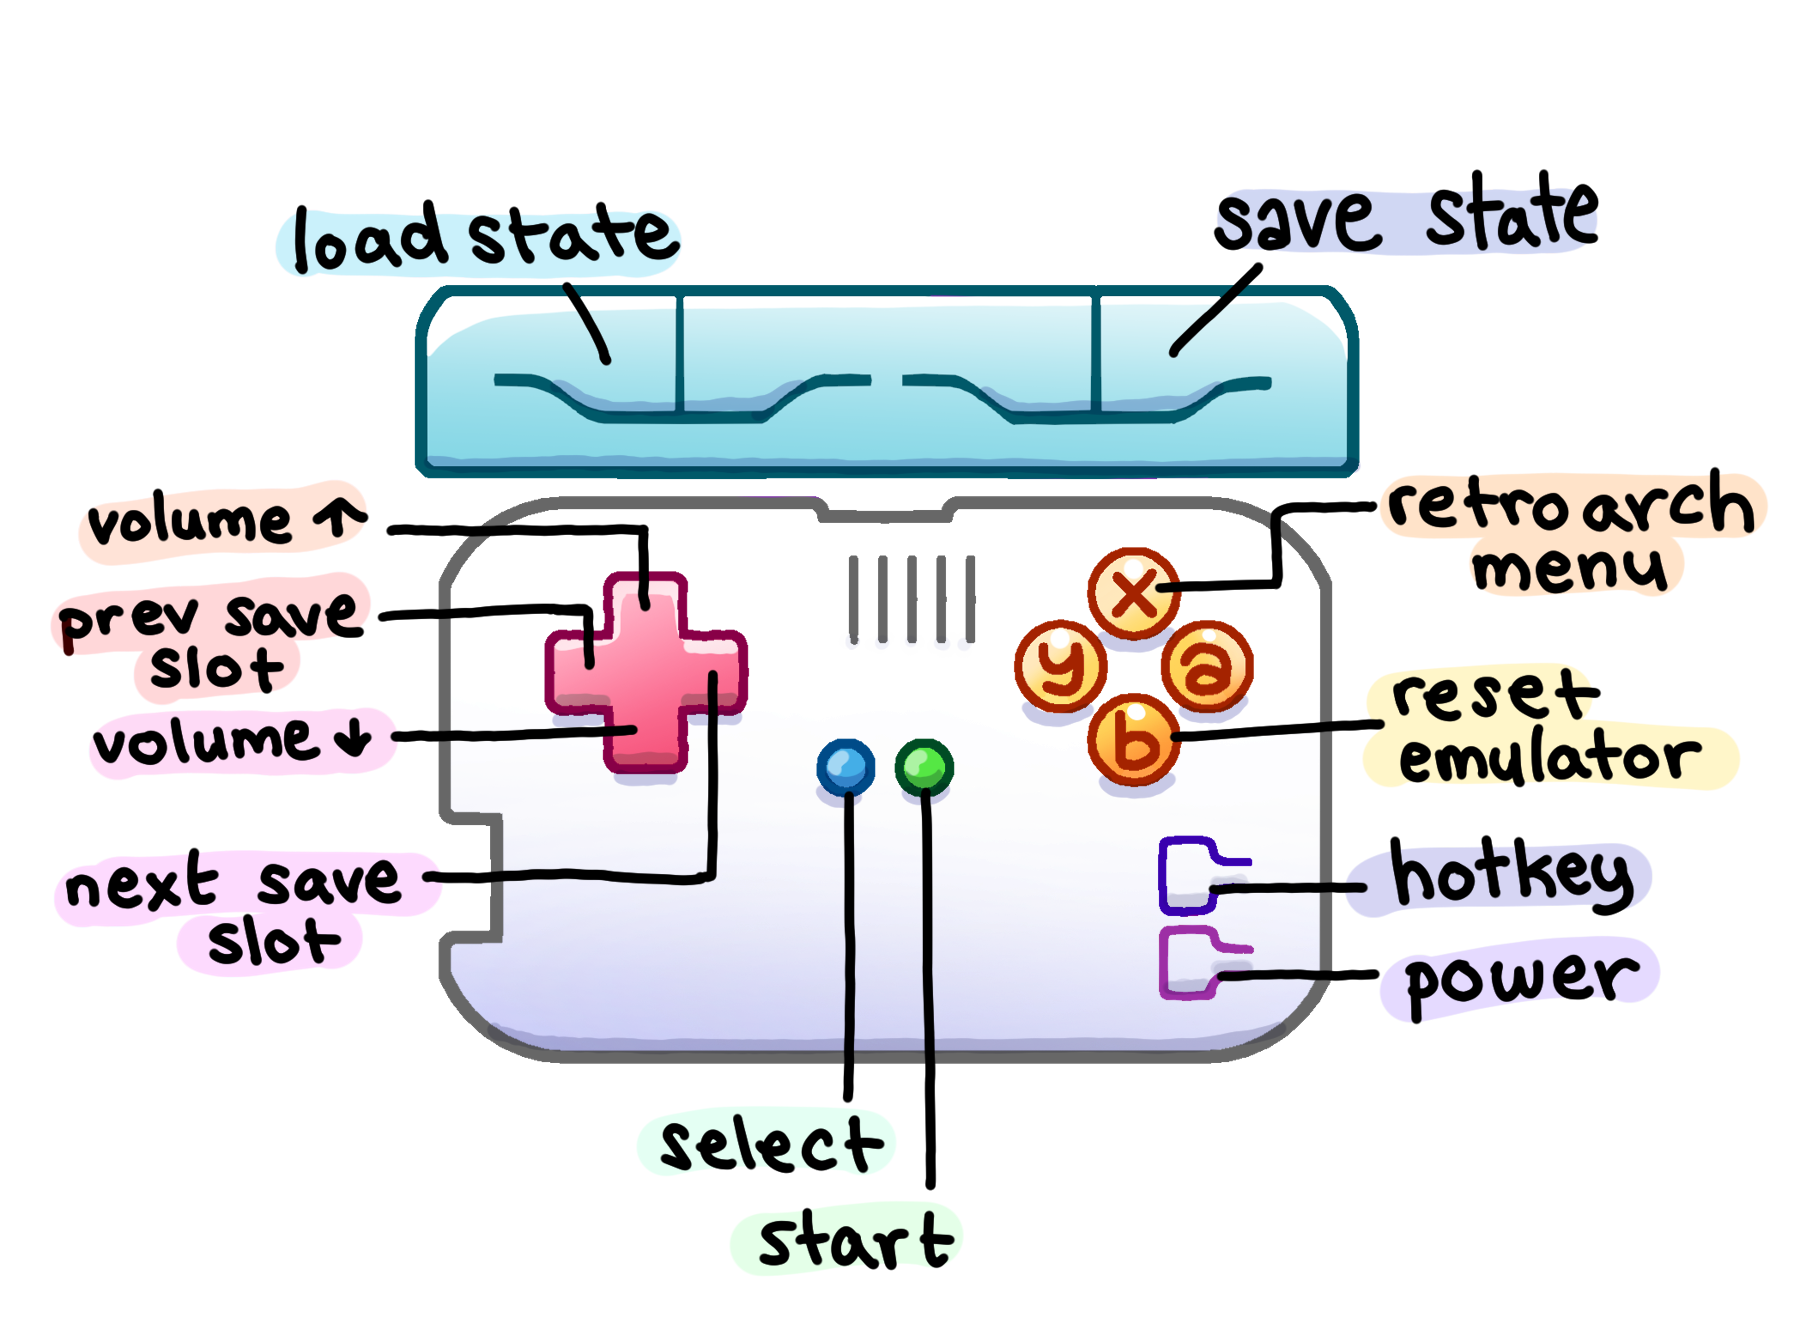 load state
save state
volume ↑
prev save
slot
volume ↓
next save
slot
x
y
a
b
retroarch
menu
reset
emulator
hotkey
power
select
start